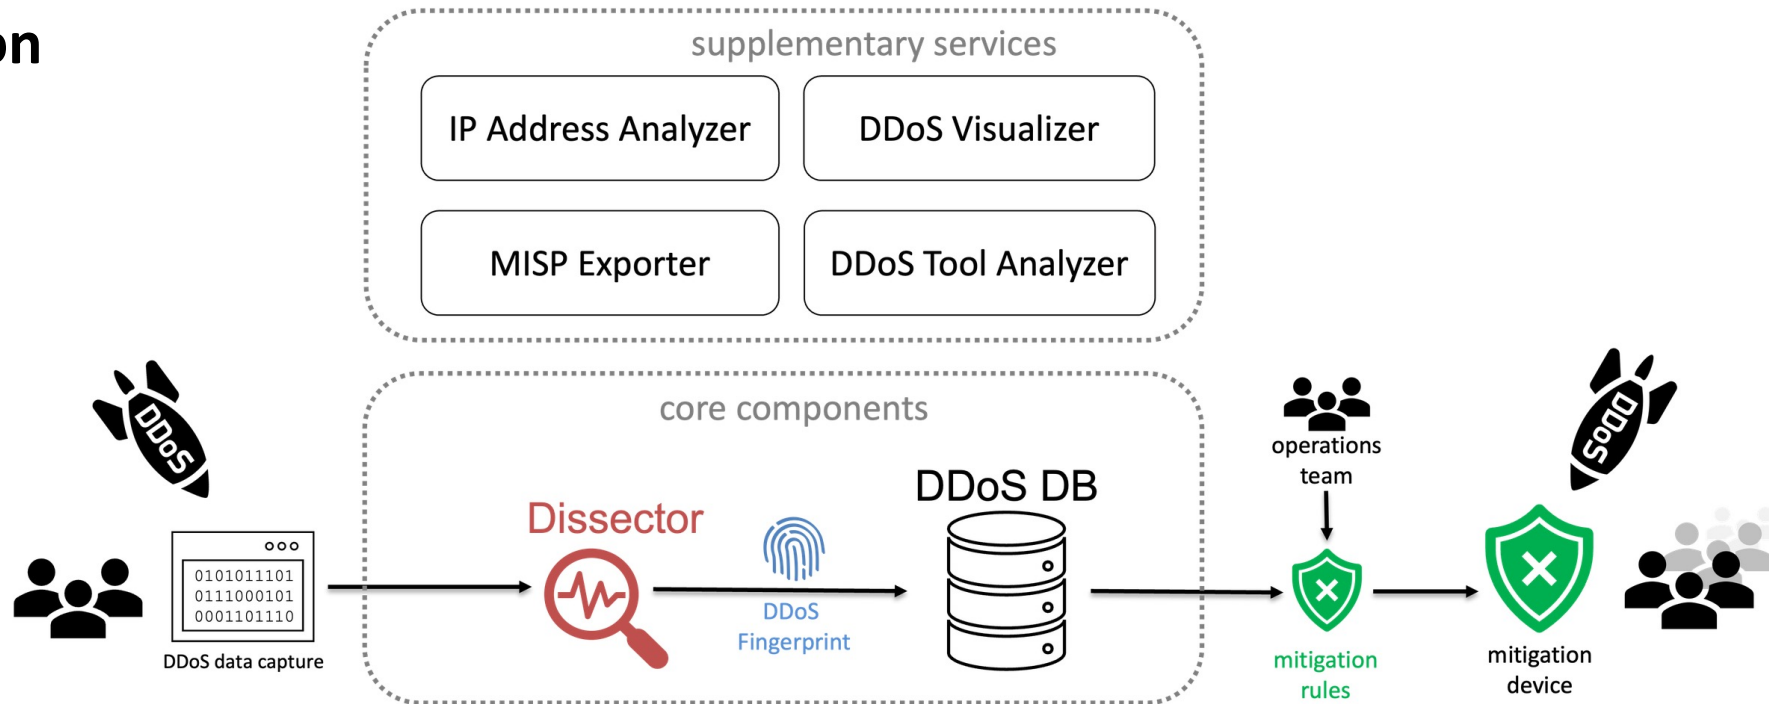 on
supplementary services
IP Address Analyzer
DDoS Visualizer
MISP Exporter
DDoS Tool Analyzer
DDoS
DDoS
core components
operations
team
DDoS DB
Dissector
0101011101
0111000101
0001101110
DDoS
Fingerprint
DDoS data capture
mitigation
rules
mitigation
device